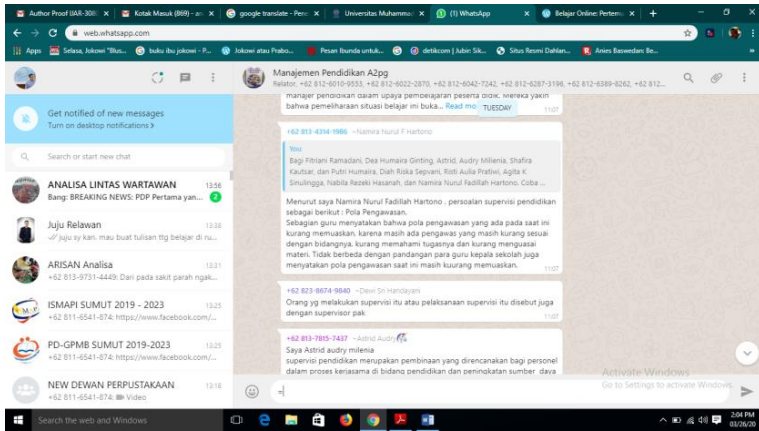 Author Proof IJAR-308
Kotak Masuk (869) - an
google translate - Penc
Universitas Muhammad
(1) WhatsApp
Belajar Online: Pertem
web.whatsapp.com
Apps
Selasa, Jokowi "Blus...
buku ibu jokowi - P...
Jokowi atau Prabo...
Pesan Ibunda untuk...
detikcom | Jubir Sik...
Situs Resmi Dahlan...
Anies Baswedan: Be...
Manajemen Pendidikan A2pg
Relator, +62 812-6010-9553, +62 812-6022-2870, +62 812-6042-7242, +62 812-6287-3196, +62 812-6389-8262, +62 812...
Get notified of new messages
Turn on desktop notifications >
Search or start new chat
ANALISA LINTAS WARTAWAN 13:56
Bang: BREAKING NEWS: PDP Pertama yan... 2
Juju Relawan 13:38
juju sy kan. mau buat tulisan ttg belajar di ru...
ARISAN Analisa 13:31
+62 813-9731-4449: Dari pada sakit parah ngak...
ISMAPI SUMUT 2019 - 2023 13:25
+62 811-6541-874: https://www.facebook.com/...
PD-GPMB SUMUT 2019-2023 13:25
+62 811-6541-874: https://www.facebook.com/...
NEW DEWAN PERPUSTAKAAN 13:18
+62 811-6541-874: Video
manajer pendidikan dalam upaya pembelajaran peserta didik. Mereka yakin
bahwa pemeliharaan situasi belajar ini buka... Read mo
TUESDAY
11:07
+62 813-4314-1986 ~Namira Nurul F Hartono
You
Bagi Fitriani Ramadani, Dea Humaira Ginting, Astrid, Audry Milienia, Shafira
Kautsar, dan Putri Humaira, Diah Riska Sepvani, Risti Aulia Pratiwi, Agita K
Sinulingga, Nabila Rezeki Hasanah, dan Namira Nurul Fadillah Hartono. Coba ...
Menurut saya Namira Nurul Fadillah Hartono , persoalan supervisi pendidikan
sebagai berikut : Pola Pengawasan.
Sebagian guru menyatakan bahwa pola pengawasan yang ada pada saat ini
kurang memuaskan. karena masih ada pengawas yang masih kurang sesuai
dengan bidangnya. kurang memahami tugasnya dan kurang menguasai
materi. Tidak berbeda dengan pandangan para guru kepala sekolah juga
menyatakan pola pengawasan saat ini masih kuurang memuaskan.
11:07
+62 823-8674-9840 ~Dewi Sri Handayani
Orang yg melakukan supervisi itu atau pelaksanaan supervisi itu disebut juga
dengan supervisor pak
11:07
+62 813-7815-7437 ~Astrid Audry
Saya Astrid audry milenia
supervisi pendidikan merupakan pembinaan yang direncanakan bagi personel
dalam proses kerjasama di bidang pendidikan dan peningkatan sumber daya
=
Activate Windows
Go to Settings to activate Windows.
Search the web and Windows
2:04 PM
03/26/20